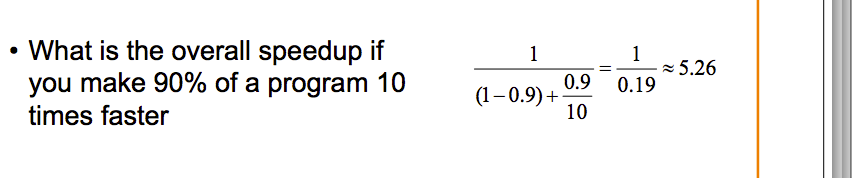 • What is the overall speedup if
you make 90% of a program 10
times faster
1 / ((1−0.9)+ 0.9/10) = 1/0.19 ≈ 5.26